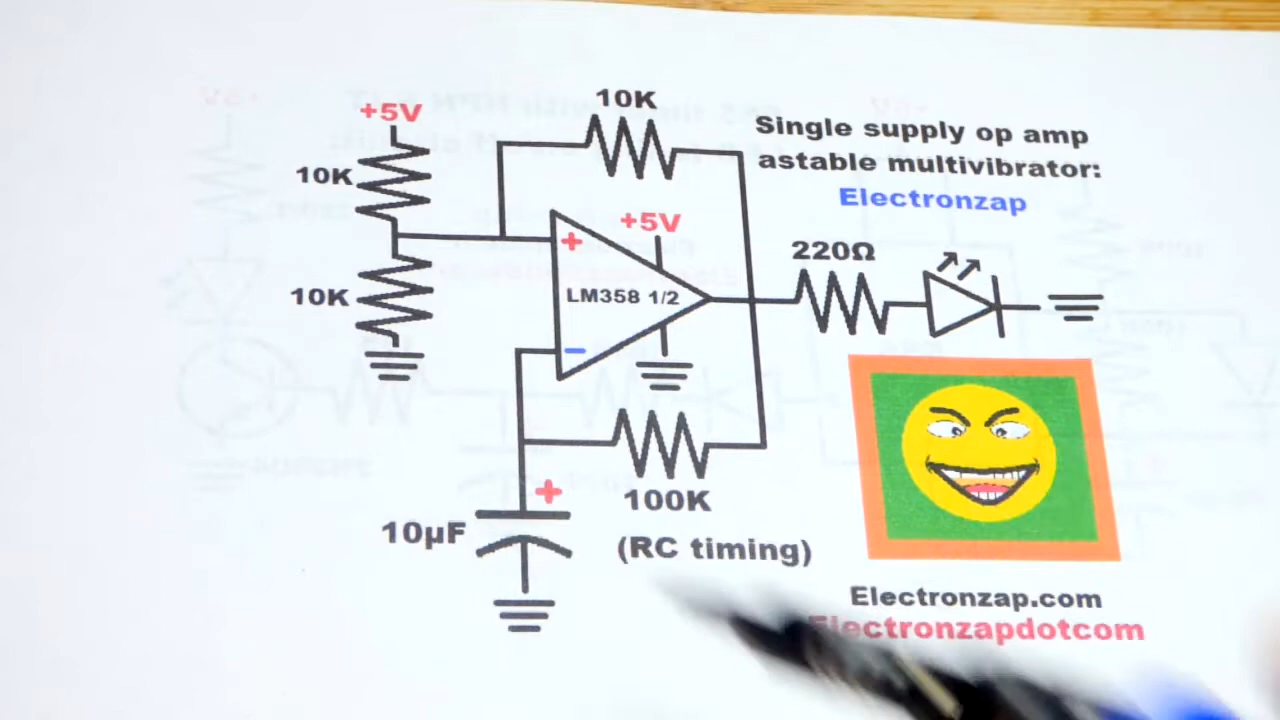 10K
+5V
Single supply op amp
astable multivibrator:
Electronzap
10K
+5V
220Ω
+
10K
LM358 1/2
−
+
100K
10µF
(RC timing)
Electronzap.com
Electronzapdotcom